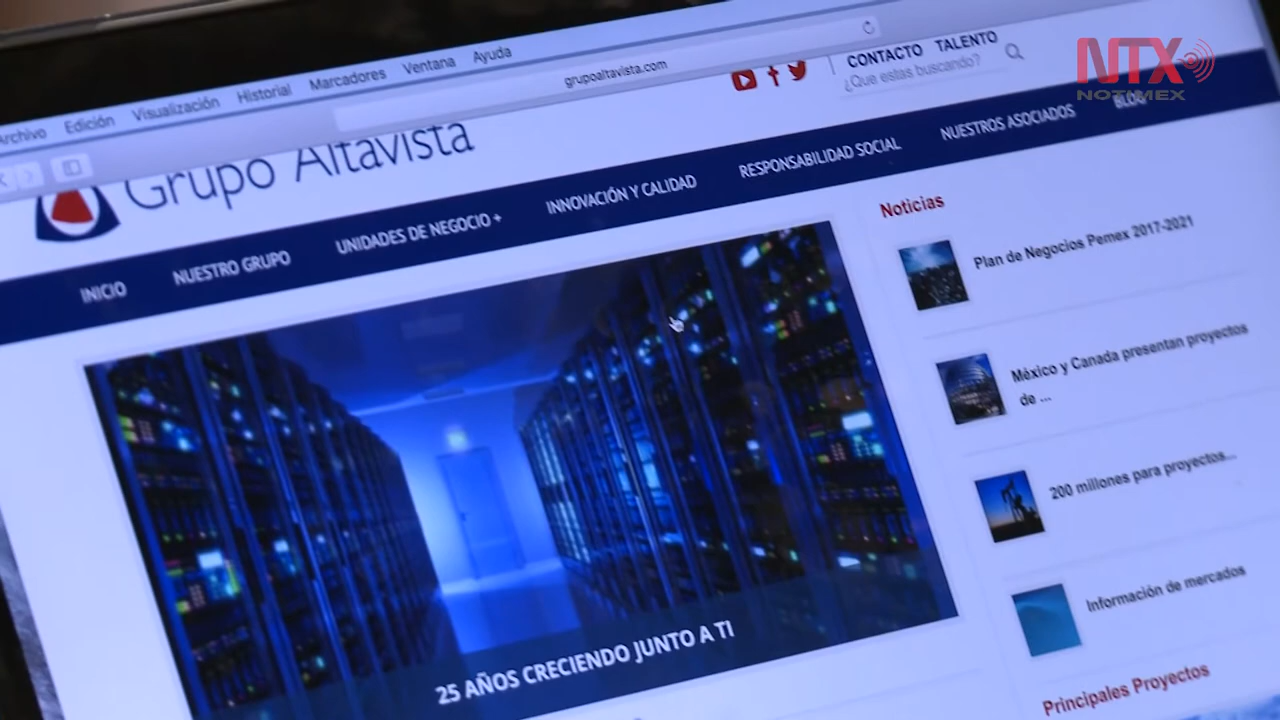 Archivo Edición Visualización Historial Marcadores Ventana Ayuda
grupoaltavista.com
CONTACTO TALENTO
¿Que estas buscando?
NTX
NOTIMEX
Grupo Altavista
INICIO NUESTRO GRUPO UNIDADES DE NEGOCIO + INNOVACIÓN Y CALIDAD RESPONSABILIDAD SOCIAL NUESTROS ASOCIADOS BLOG
25 AÑOS CRECIENDO JUNTO A TI
Noticias
Plan de Negocios Pemex 2017-2021
México y Canada presentan proyectos
de ...
200 millones para proyectos...
Información de mercados
Principales Proyectos